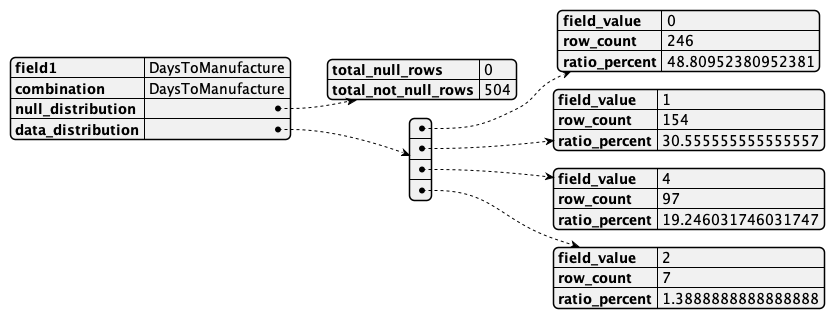 field1 DaysToManufacture
combination DaysToManufacture
null_distribution
data_distribution
total_null_rows 0
total_not_null_rows 504
field_value 0
row_count 246
ratio_percent 48.80952380952381
field_value 1
row_count 154
ratio_percent 30.555555555555557
field_value 4
row_count 97
ratio_percent 19.246031746031747
field_value 2
row_count 7
ratio_percent 1.3888888888888888